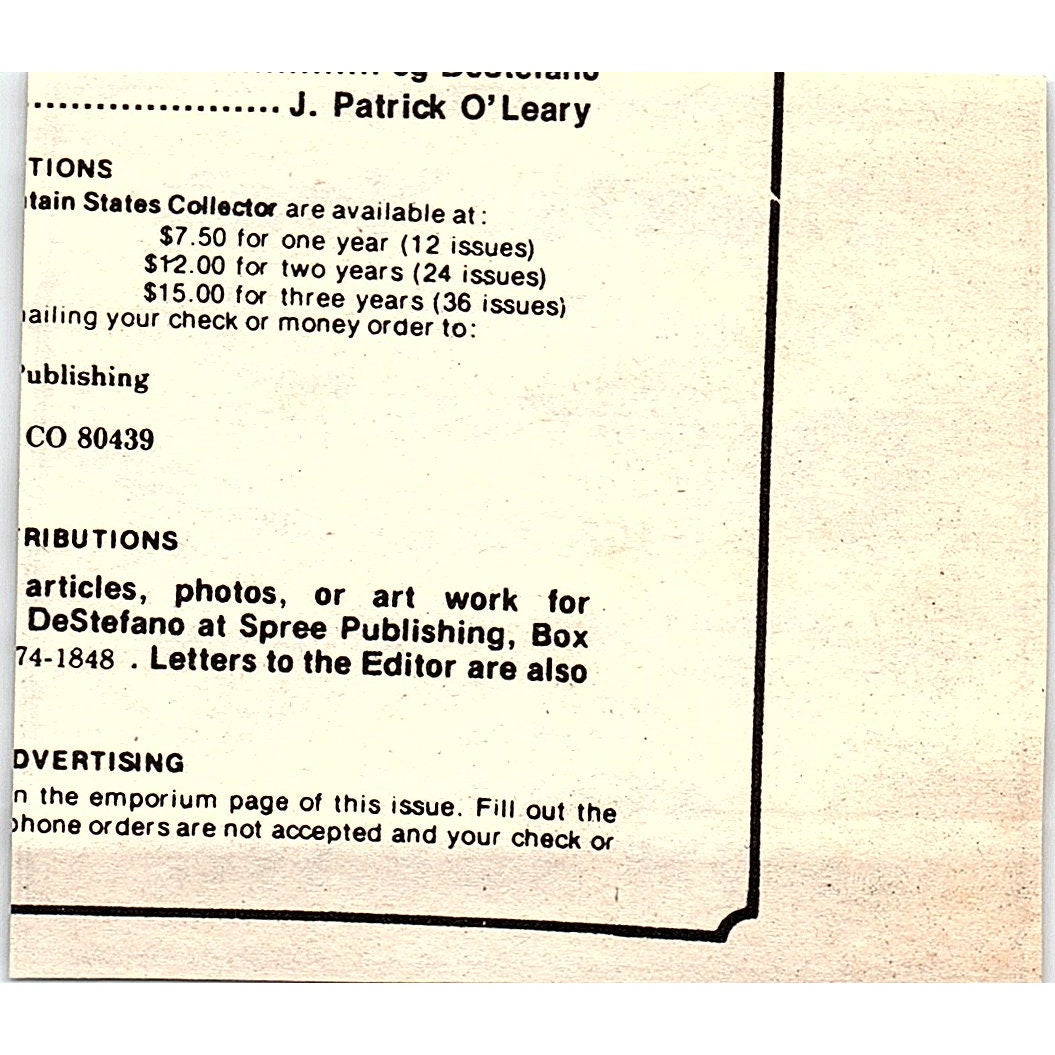 DeStefano
....................... J. Patrick O'Leary
TIONS
tain States Collector are available at:
$7.50 for one year (12 issues)
$12.00 for two years (24 issues)
$15.00 for three years (36 issues)
ailing your check or money order to:
Publishing
CO 80439
RIBUTIONS
articles, photos, or art work for
DeStefano at Spree Publishing, Box
74-1848 . Letters to the Editor are also
DVERTISING
n the emporium page of this issue. Fill out the
phone orders are not accepted and your check or